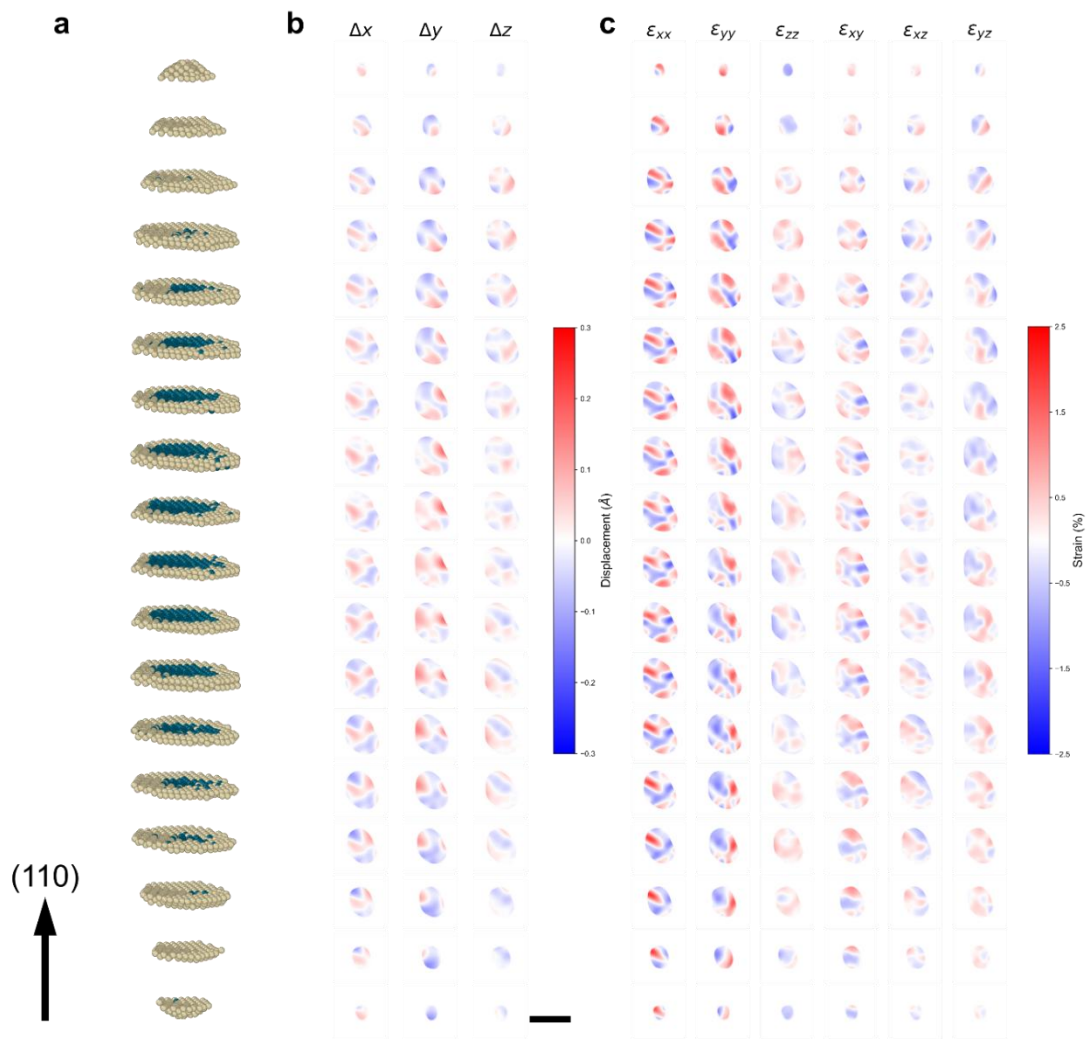 a
b
Δx Δy Δz
c
εxx εyy εzz εxy εxz εyz
0.3
0.2
0.1
0.0
−0.1
−0.2
−0.3
Displacement (Å)
2.5
1.5
0.5
−0.5
−1.5
−2.5
Strain (%)
(110)